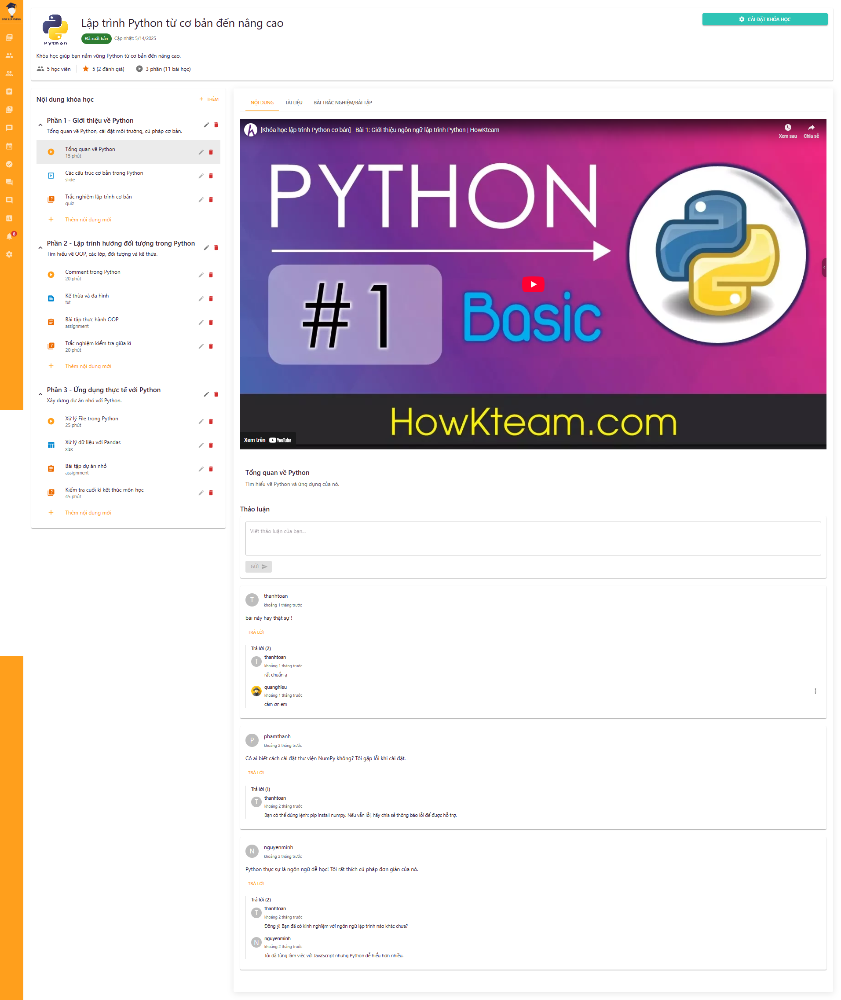 DNC LEARNING
8
Python
Lập trình Python từ cơ bản đến nâng cao
Đã xuất bản
Cập nhật: 5/14/2025
CÀI ĐẶT KHÓA HỌC
Khóa học giúp bạn nắm vững Python từ cơ bản đến nâng cao.
5 học viên
5 (2 đánh giá)
3 phần (11 bài học)
Nội dung khóa học
THÊM
Phần 1 - Giới thiệu về Python
Tổng quan về Python, cài đặt môi trường, cú pháp cơ bản.
Tổng quan về Python
15 phút
Các cấu trúc cơ bản trong Python
slide
Trắc nghiệm lập trình cơ bản
quiz
Thêm nội dung mới
Phần 2 - Lập trình hướng đối tượng trong Python
Tìm hiểu về OOP, các lớp, đối tượng và kế thừa.
Comment trong Python
20 phút
Kế thừa và đa hình
txt
Bài tập thực hành OOP
assignment
Trắc nghiệm kiểm tra giữa kì
20 phút
Thêm nội dung mới
Phần 3 - Ứng dụng thực tế với Python
Xây dựng dự án nhỏ với Python.
Xử lý File trong Python
25 phút
Xử lý dữ liệu với Pandas
xlsx
Bài tập dự án nhỏ
assignment
Kiểm tra cuối kì kết thúc môn học
45 phút
Thêm nội dung mới
NỘI DUNG
TÀI LIỆU
BÀI TRẮC NGHIỆM/BÀI TẬP
[Khóa học lập trình Python cơ bản] - Bài 1: Giới thiệu ngôn ngữ lập trình Python | HowKteam
Xem sau
Chia sẻ
PYTHON
#1
Basic
HowKteam.com
Xem trên YouTube
Tổng quan về Python
Tìm hiểu về Python và ứng dụng của nó.
Thảo luận
Viết thảo luận của bạn...
GỬI
T
thanhtoan
khoảng 1 tháng trước
bài này hay thật sự !
TRẢ LỜI
Trả lời (2)
T
thanhtoan
khoảng 1 tháng trước
rất chuẩn ạ
quanghieu
khoảng 1 tháng trước
cảm ơn em
P
phamthanh
khoảng 2 tháng trước
Có ai biết cách cài đặt thư viện NumPy không? Tôi gặp lỗi khi cài đặt.
TRẢ LỜI
Trả lời (1)
T
thanhtoan
khoảng 2 tháng trước
Bạn có thể dùng lệnh: pip install numpy. Nếu vẫn lỗi, hãy chia sẻ thông báo lỗi để được hỗ trợ.
N
nguyenminh
khoảng 2 tháng trước
Python thực sự là ngôn ngữ dễ học! Tôi rất thích cú pháp đơn giản của nó.
TRẢ LỜI
Trả lời (2)
T
thanhtoan
khoảng 2 tháng trước
Đồng ý! Bạn đã có kinh nghiệm với ngôn ngữ lập trình nào khác chưa?
N
nguyenminh
khoảng 2 tháng trước
Tôi đã từng làm việc với JavaScript nhưng Python dễ hiểu hơn nhiều.